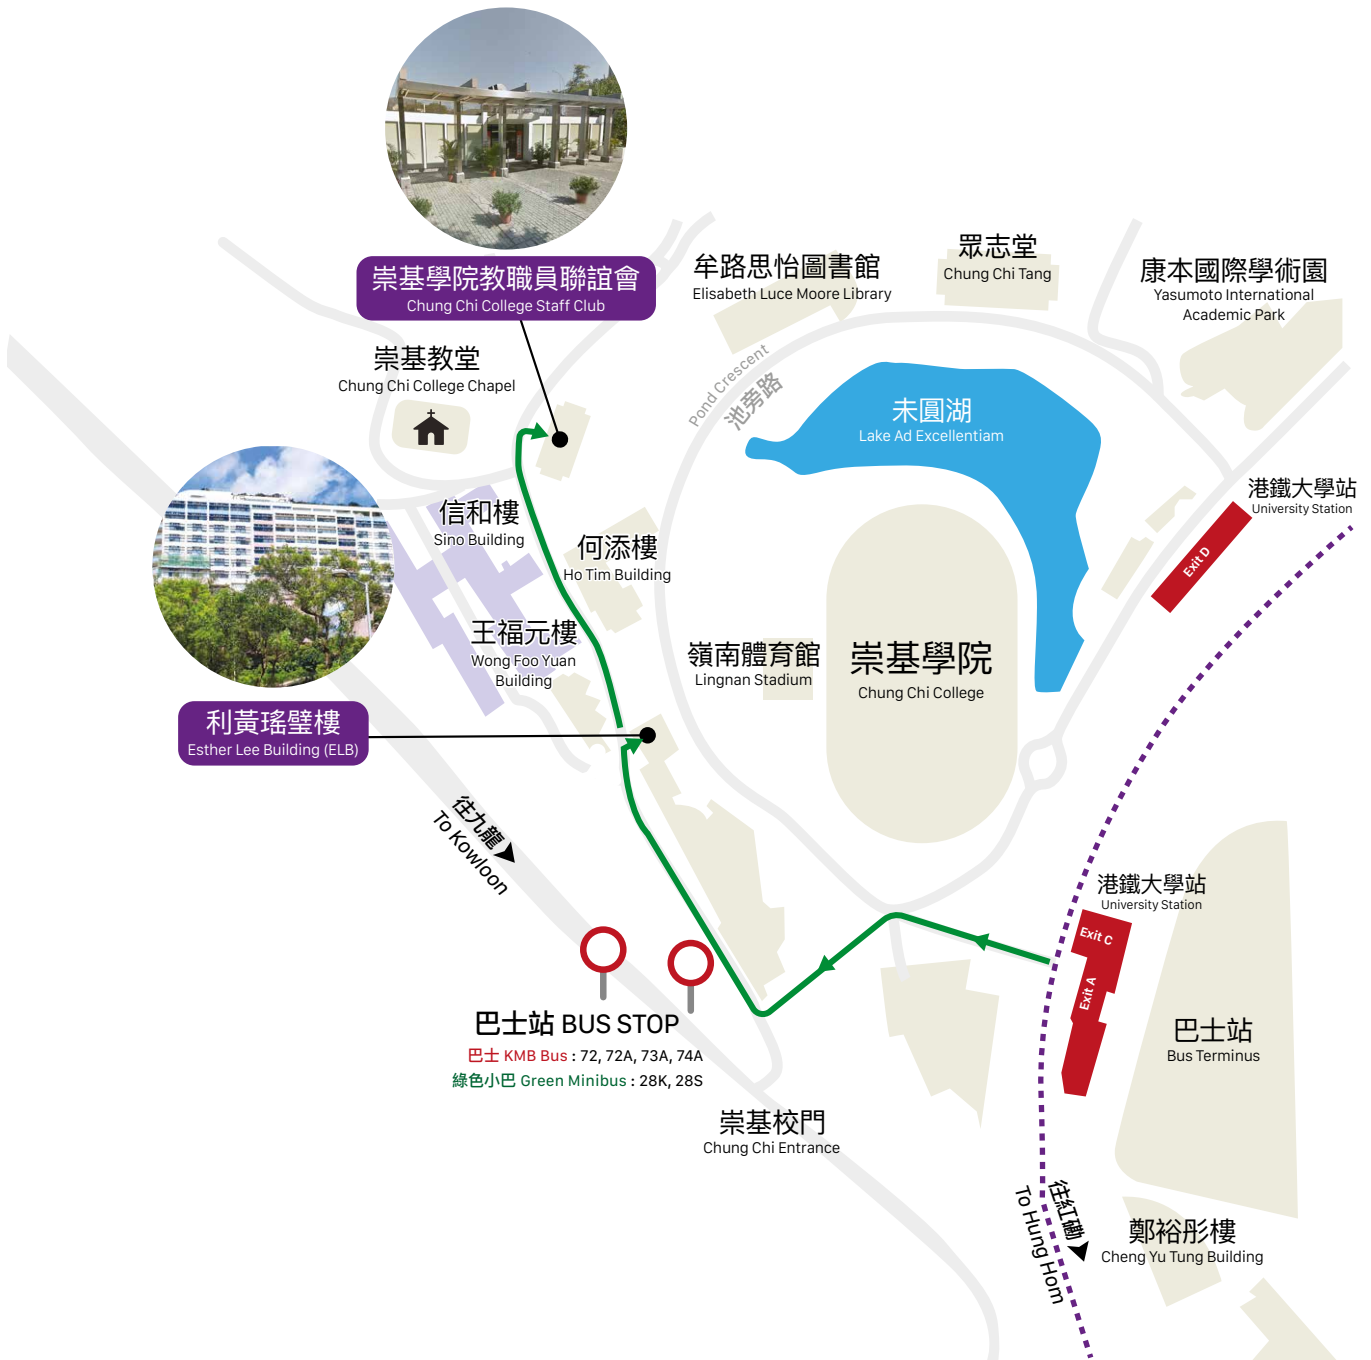 崇基學院教職員聯誼會
Chung Chi College Staff Club
牟路思怡圖書館
Elisabeth Luce Moore Library
眾志堂
Chung Chi Tang
康本國際學術園
Yasumoto International
Academic Park
崇基教堂
Chung Chi College Chapel
Pond Crescent
池旁路
未圓湖
Lake Ad Excellentiam
港鐵大學站
University Station
Exit D
信和樓
Sino Building
何添樓
Ho Tim Building
王福元樓
Wong Foo Yuan
Building
嶺南體育館
Lingnan Stadium
崇基學院
Chung Chi College
利黃瑤璧樓
Esther Lee Building (ELB)
往九龍
To Kowloon
港鐵大學站
University Station
Exit C
Exit A
巴士站 BUS STOP
巴士 KMB Bus : 72, 72A, 73A, 74A
綠色小巴 Green Minibus : 28K, 28S
巴士站
Bus Terminus
崇基校門
Chung Chi Entrance
往紅磡
To Hung Hom
鄭裕彤樓
Cheng Yu Tung Building